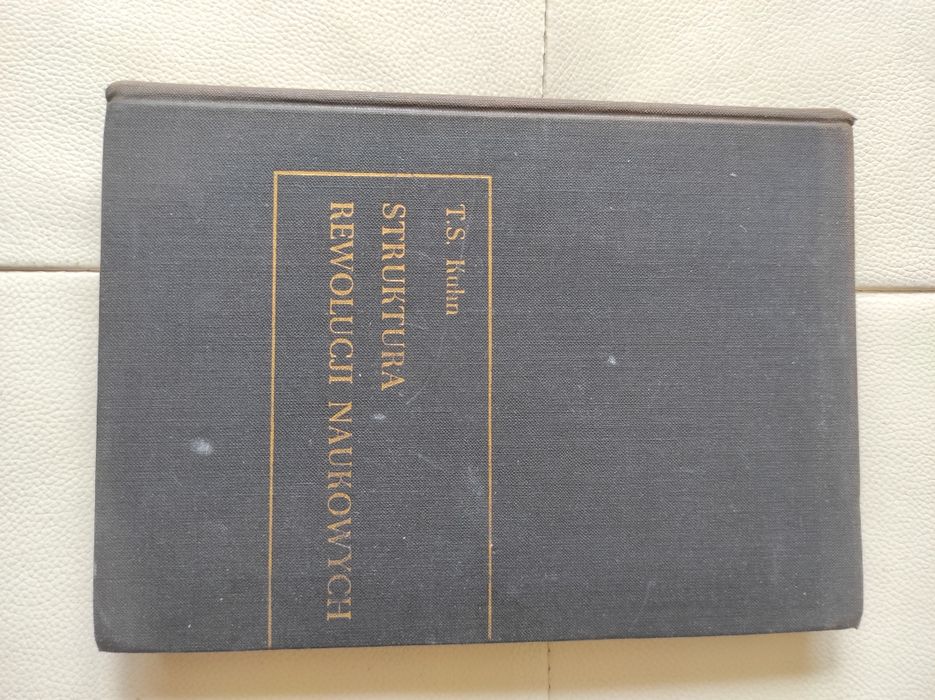 T.S. Kuhn
STRUKTURA
REWOLUCJI NAUKOWYCH